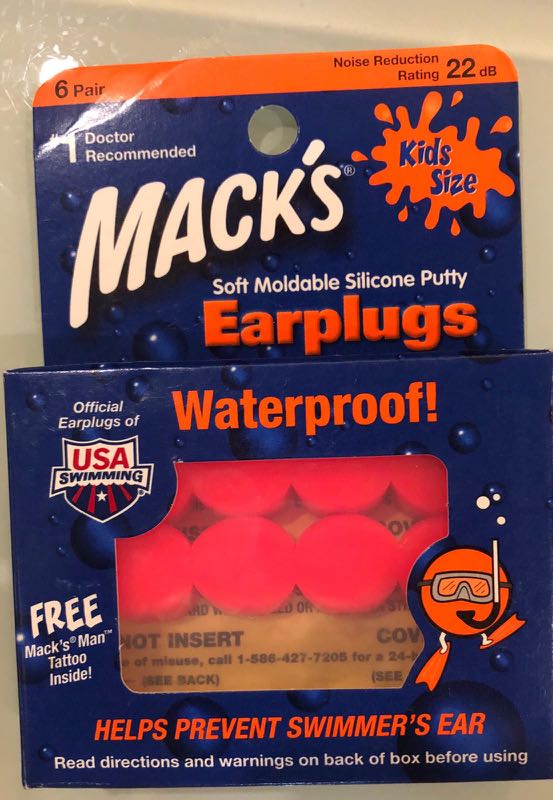 6 Pair
Noise Reduction
Rating 22 dB
#1 Doctor
Recommended
Kids
Size
MACK'S®
Soft Moldable Silicone Putty
Earplugs
Official
Earplugs of
Waterproof!
USA
SWIMMING
NOT INSERT
COV
of misuse, call 1-586-427-7205 for a 24-
(SEE BACK)
(SEE
FREE
Mack's® Man™
Tattoo
Inside!
HELPS PREVENT SWIMMER'S EAR
Read directions and warnings on back of box before using